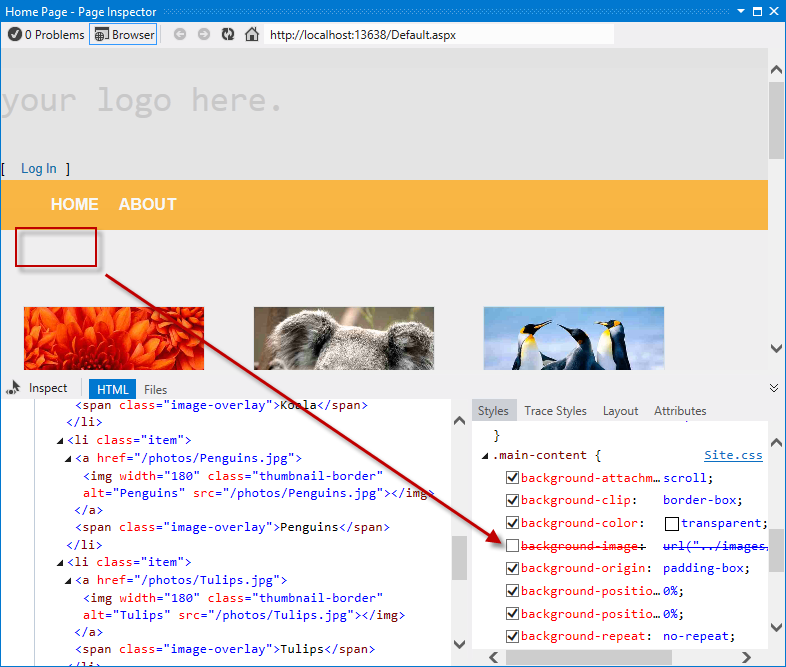 Home Page - Page Inspector
0 Problems Browser http://localhost:13638/Default.aspx
your logo here.
[ Log In ]
HOME ABOUT
Inspect HTML Files
<span class="image-overlay">Koala</span>
</li>
<li class="item">
<a href="/photos/Penguins.jpg">
<img width="180" class="thumbnail-border"
alt="Penguins" src="/photos/Penguins.jpg"></img>
</a>
<span class="image-overlay">Penguins</span>
</li>
<li class="item">
<a href="/photos/Tulips.jpg">
<img width="180" class="thumbnail-border"
alt="Tulips" src="/photos/Tulips.jpg"></img>
</a>
<span class="image-overlay">Tulips</span>
</li>
Styles Trace Styles Layout Attributes
}
.main-content { Site.css
background-attachm… scroll;
background-clip: border-box;
background-color: transparent;
background-image: url("../images
background-origin: padding-box;
background-positio… 0%;
background-positio… 0%;
background-repeat: no-repeat;